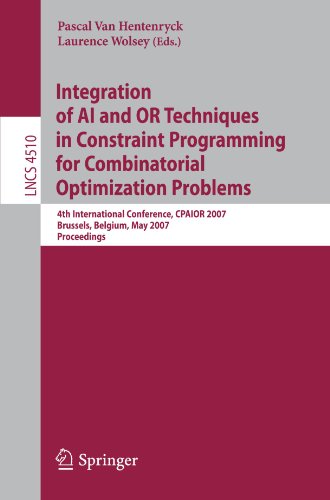 Pascal Van Hentenryck
Laurence Wolsey (Eds.)
LNCS 4510
Integration
of AI and OR Techniques
in Constraint Programming
for Combinatorial
Optimization Problems
4th International Conference, CPAIOR 2007
Brussels, Belgium, May 2007
Proceedings
Springer